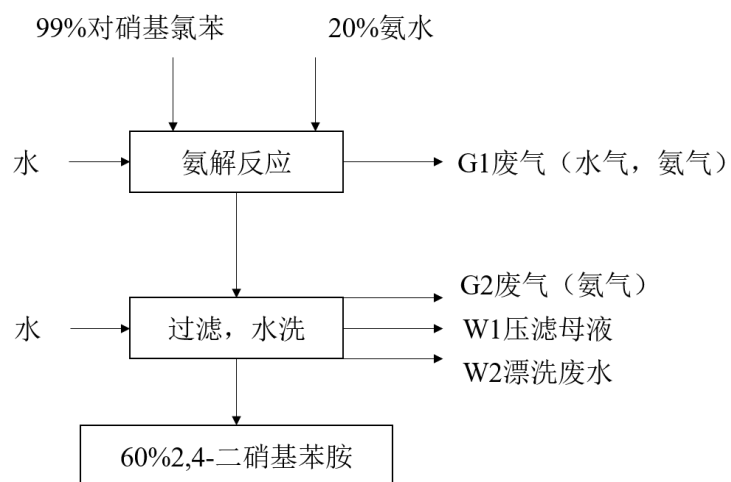 99%对硝基氯苯
20%氨水
水
氨解反应
G1废气（水气，氨气）
G2废气（氨气）
水
过滤，水洗
W1压滤母液
W2漂洗废水
60%2,4-二硝基苯胺